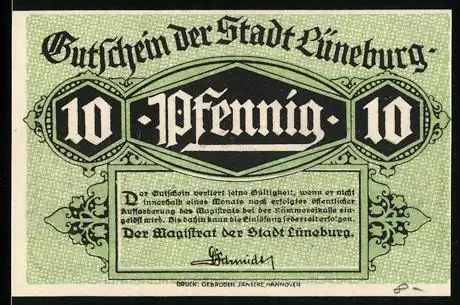 Gutschein der Stadt Lüneburg.
10 · Pfennig · 10
Der Gutschein verliert seine Gültigkeit, wenn er nicht
innerhalb eines Monats nach erfolgter öffentlicher
Aufforderung des Magistrats bei der Kämmereikasse ein-
gelöst wird. Bis dahin kann die Einlösung jederzeit erfolgen.
Der Magistrat der Stadt Lüneburg.
Schmidt
DRUCK: GEBRÜDER JÄNECKE, HANNOVER
8-